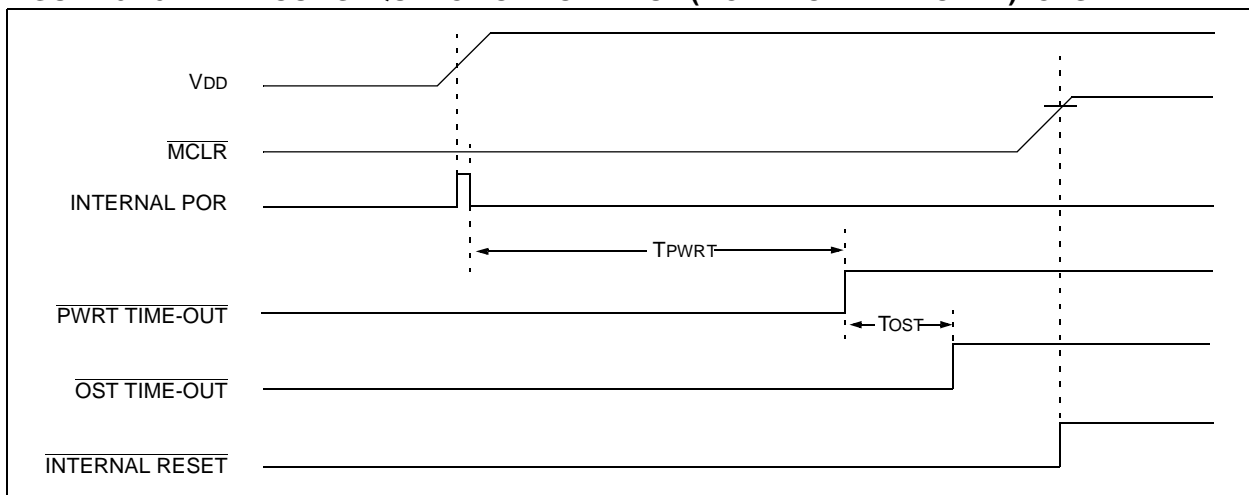 VDD
MCLR
INTERNAL POR
TPWRT
PWRT TIME-OUT
TOST
OST TIME-OUT
INTERNAL RESET